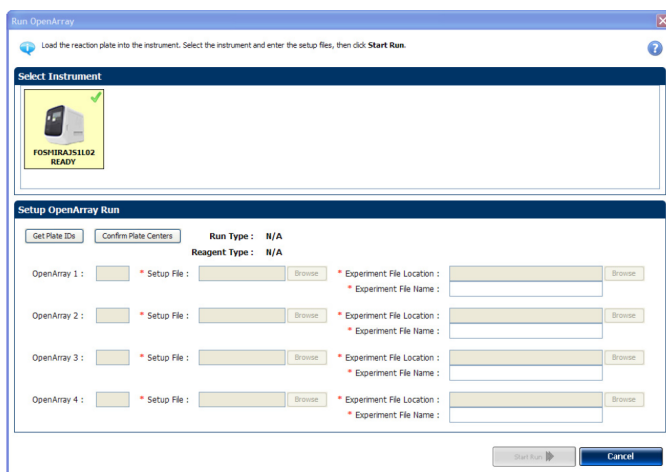 Run OpenArray
Load the reaction plate into the instrument. Select the instrument and enter the setup files, then click Start Run.
Select Instrument
FOSMIRAJS1L02
READY
Setup OpenArray Run
Get Plate IDs Confirm Plate Centers Run Type : N/A
Reagent Type : N/A
OpenArray 1 : * Setup File : Browse * Experiment File Location : Browse
* Experiment File Name :
OpenArray 2 : * Setup File : Browse * Experiment File Location : Browse
* Experiment File Name :
OpenArray 3 : * Setup File : Browse * Experiment File Location : Browse
* Experiment File Name :
OpenArray 4 : * Setup File : Browse * Experiment File Location : Browse
* Experiment File Name :
Start Run Cancel